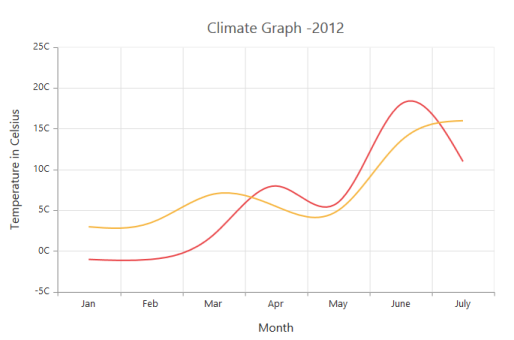 Climate Graph -2012
25C
20C
15C
10C
5C
0C
-5C
Temperature in Celsius
Jan Feb Mar Apr May June July
Month